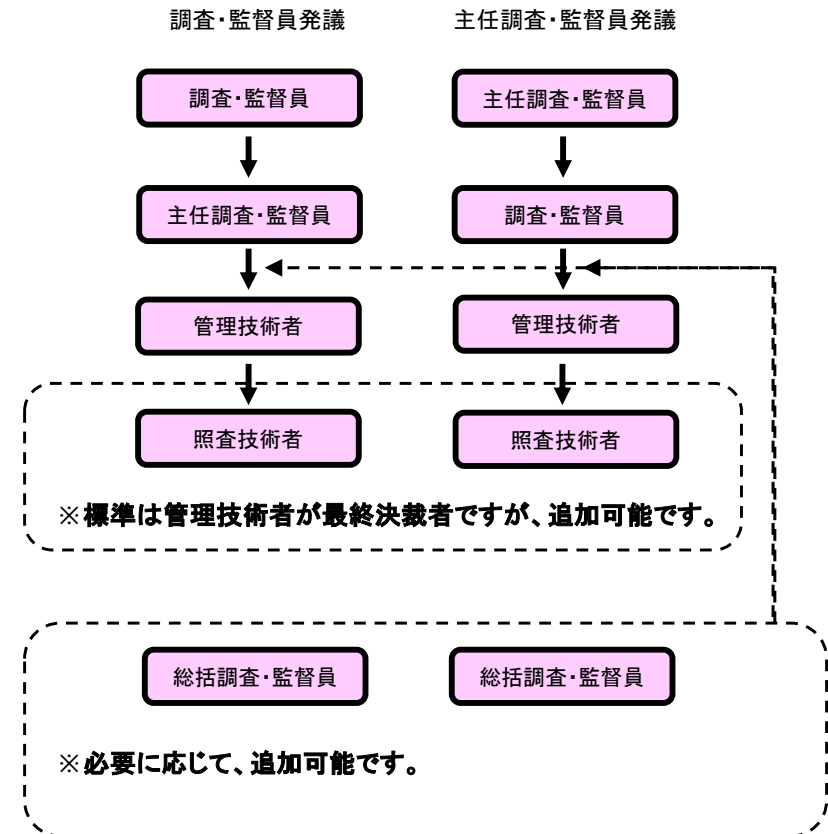 調査・監督員発議
主任調査・監督員発議
調査・監督員
主任調査・監督員
主任調査・監督員
調査・監督員
管理技術者
管理技術者
照査技術者
照査技術者
※標準は管理技術者が最終決裁者ですが、追加可能です。
総括調査・監督員
総括調査・監督員
※必要に応じて、追加可能です。